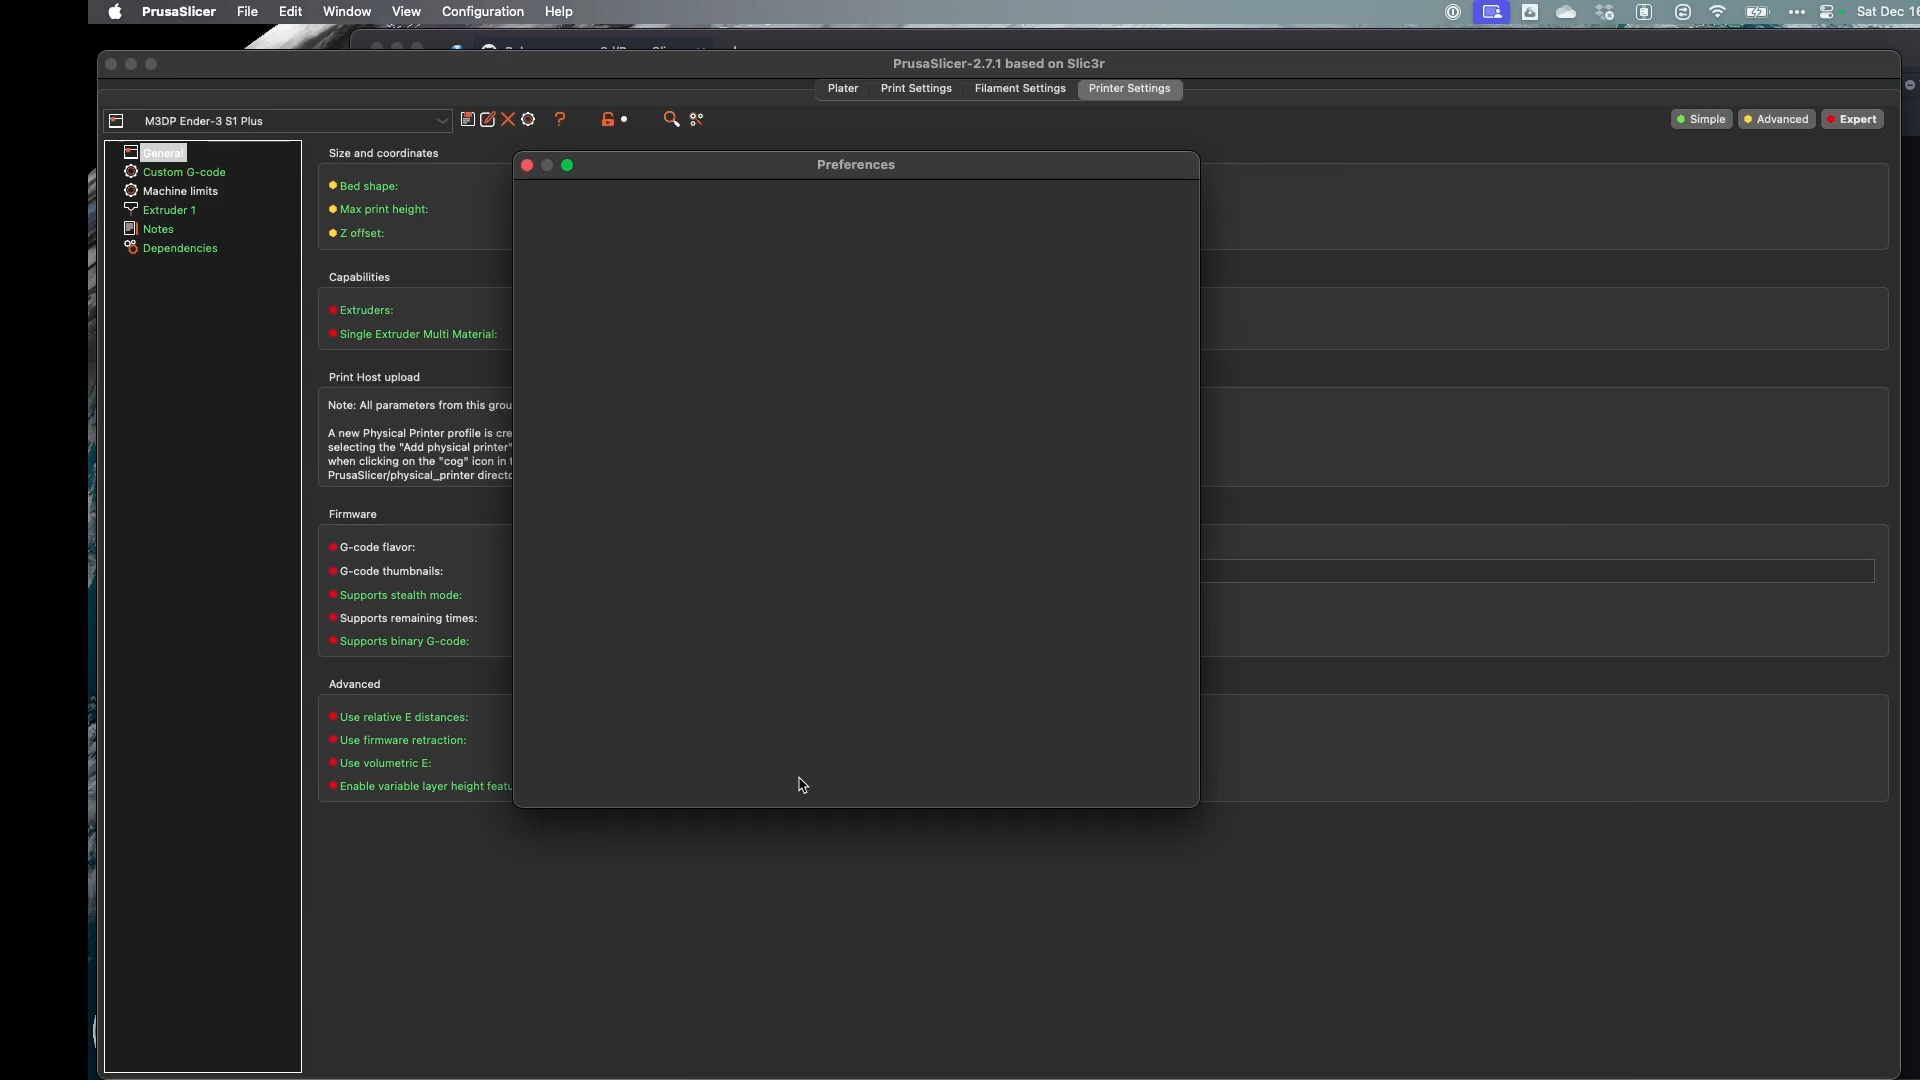 PrusaSlicer File Edit Window View Configuration Help
Sat Dec 16
PrusaSlicer-2.7.1 based on Slic3r
Plater Print Settings Filament Settings Printer Settings
M3DP Ender-3 S1 Plus
Simple Advanced Expert
General
Custom G-code
Machine limits
Extruder 1
Notes
Dependencies
Size and coordinates
Bed shape:
Max print height:
Z offset:
Capabilities
Extruders:
Single Extruder Multi Material:
Print Host upload
Note: All parameters from this grou
A new Physical Printer profile is cre
selecting the "Add physical printer"
when clicking on the "cog" icon in t
PrusaSlicer/physical_printer directo
Firmware
G-code flavor:
G-code thumbnails:
Supports stealth mode:
Supports remaining times:
Supports binary G-code:
Advanced
Use relative E distances:
Use firmware retraction:
Use volumetric E:
Enable variable layer height featu
Preferences